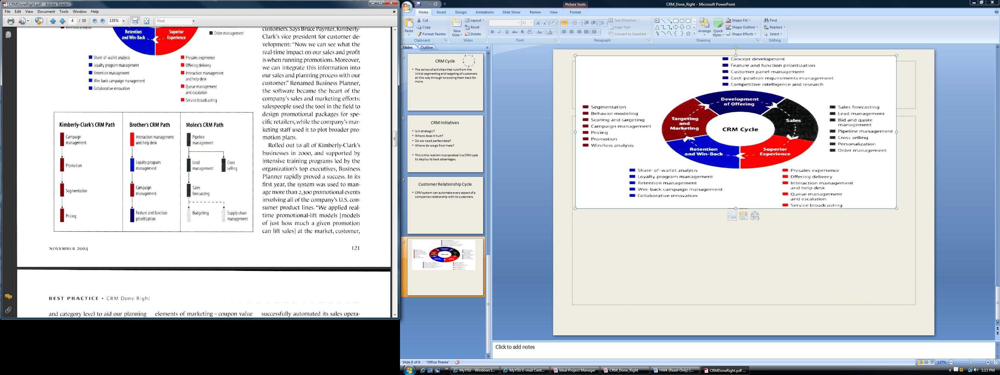 CRMDoneRight.pdf - Adobe Reader
File Edit View Document Tools Window Help
4 / 10 135% Find
Win/loss analysis
Retention
and Win-Back
Superior
Experience
Order management
Share-of-wallet analysis
Loyalty program management
Retention management
Win-back campaign management
Collaborative innovation
Presales experience
Offering delivery
Interaction management
and help desk
Queue management
and escalation
Service broadcasting
Kimberly-Clark's CRM Path
Campaign
management
Promotion
Segmentation
Pricing
Brother's CRM Path
Interaction management
and help desk
Loyalty program
management
Campaign
management
Feature and function
prioritization
Molex's CRM Path
Pipeline
management
Lead
management
Cross
selling
Sales
forecasting
Budgeting
Supply chain
management
customers. Says Bruce Paynter, Kimberly-
Clark's vice president for customer de-
velopment: "Now we can see what the
real-time impact on our sales and profit
is when running promotions. Moreover,
we can integrate this information into
our sales and planning process with our
customer." Renamed Business Planner,
the software became the heart of the
company's sales and marketing efforts:
salespeople used the tool in the field to
design promotional packages for spe-
cific retailers, while the company's mar-
keting staff used it to plot broader pro-
motion plans.
Rolled out to all of Kimberly-Clark's
businesses in 2000, and supported by
intensive training programs led by the
organization's top executives, Business
Planner rapidly proved a success. In its
first year, the system was used to man-
age more than 2,300 promotional events
involving all of the company's U.S. con-
sumer product lines. "We applied real-
time promotional-lift models [models
of just how much a given promotion
can lift sales] at the market, customer,
NOVEMBER 2004
121
BEST PRACTICE • CRM Done Right
and category level to aid our planning
elements of marketing – coupon value
successfully automated its sales opera-
Picture Tools
CRM_Done_Right - Microsoft PowerPoint
Home Insert Design Animations Slide Show Review View Format
Paste
Cut
Copy
Format Painter
Clipboard
New
Slide
Layout
Reset
Delete
Slides
32
Font
Text Direction
Align Text
Convert to SmartArt
Paragraph
Arrange
Quick
Styles
Shape Fill
Shape Outline
Shape Effects
Drawing
Find
Replace
Select
Editing
Slides Outline
5
CRM Cycle
5 1
4 2
3
• The series of activities that runs from the
initial segmenting and targeting of customers
all the way through to wooing them back for
more.
6
CRM Initiatives
• Is it strategic?
• Where does it hurt?
• Do we need perfect data?
• Where do we go from here?
• This is the realism incorporated in a CRM cycle
to deploy its best advantages.
7
Customer Relationship Cycle
• CRM system can automate every aspect of a
companies relationship with its customers.
8
CRM Cycle
Concept development
Feature and function prioritization
Customer panel management
Cost-position requirements management
Competitive intelligence and research
Segmentation
Behavior modeling
Scoring and targeting
Campaign management
Pricing
Promotion
Win/loss analysis
Development
of Offering
Targeting
and
Marketing
CRM Cycle
Sales
Retention
and Win-Back
Superior
Experience
Sales forecasting
Lead management
Bid and quote
management
Pipeline management
Cross selling
Personalization
Order management
Share-of-wallet analysis
Loyalty program management
Retention management
Win-back campaign management
Collaborative innovation
Presales experience
Offering delivery
Interaction management
and help desk
Queue management
and escalation
Service broadcasting
Click to add notes
Slide 8 of 8 "Office Theme" 127%
MyYSU - Windows I... MyYSU E-mail Cent... Ideal Project Manager CRM_Done_Right HW4 (Read-Only) [... CRMDoneRight.pdf ... 1:13 PM